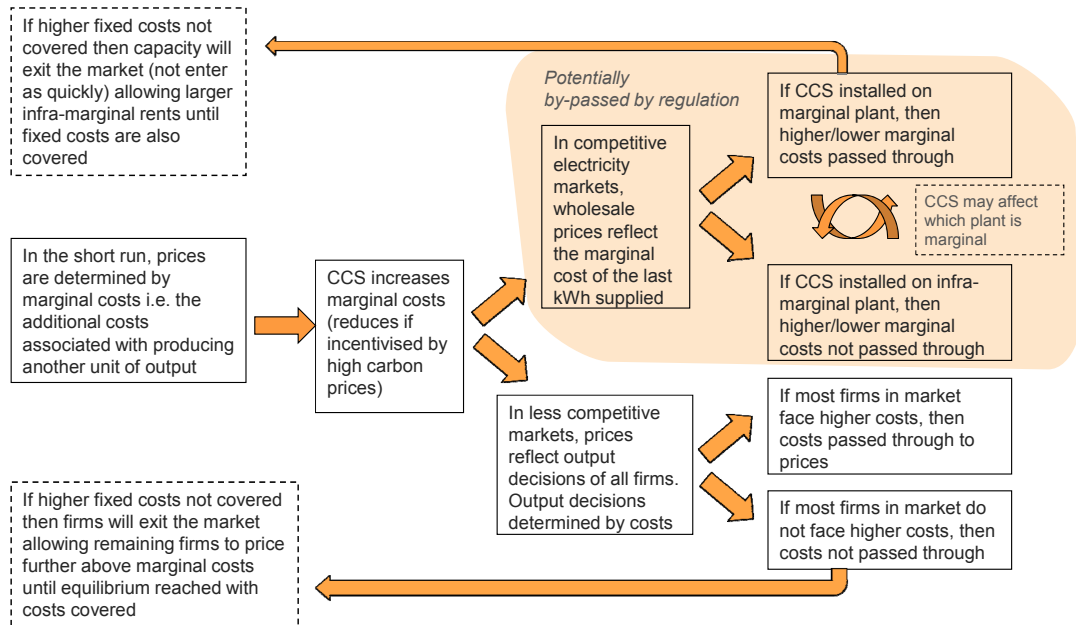 If higher fixed costs not
covered then capacity will
exit the market (not enter
as quickly) allowing larger
infra-marginal rents until
fixed costs are also
covered
Potentially
by-passed by regulation
If CCS installed on
marginal plant, then
higher/lower marginal
costs passed through
In competitive
electricity
markets,
wholesale
prices reflect
the marginal
cost of the last
kWh supplied
CCS may affect
which plant is
marginal
In the short run, prices
are determined by
marginal costs i.e. the
additional costs
associated with producing
another unit of output
CCS increases
marginal costs
(reduces if
incentivised by
high carbon
prices)
If CCS installed on infra-
marginal plant, then
higher/lower marginal
costs not passed through
In less competitive
markets, prices
reflect output
decisions of all firms.
Output decisions
determined by costs
If most firms in market
face higher costs, then
costs passed through to
prices
If most firms in market do
not face higher costs, then
costs not passed through
If higher fixed costs not covered
then firms will exit the market
allowing remaining firms to price
further above marginal costs
until equilibrium reached with
costs covered